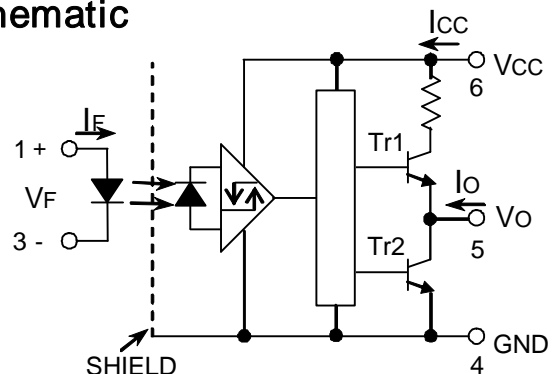 hematic
ICC
VCC
6
IF
1 +
VF
3 -
Tr1
IO
VO
5
Tr2
SHIELD
GND
4